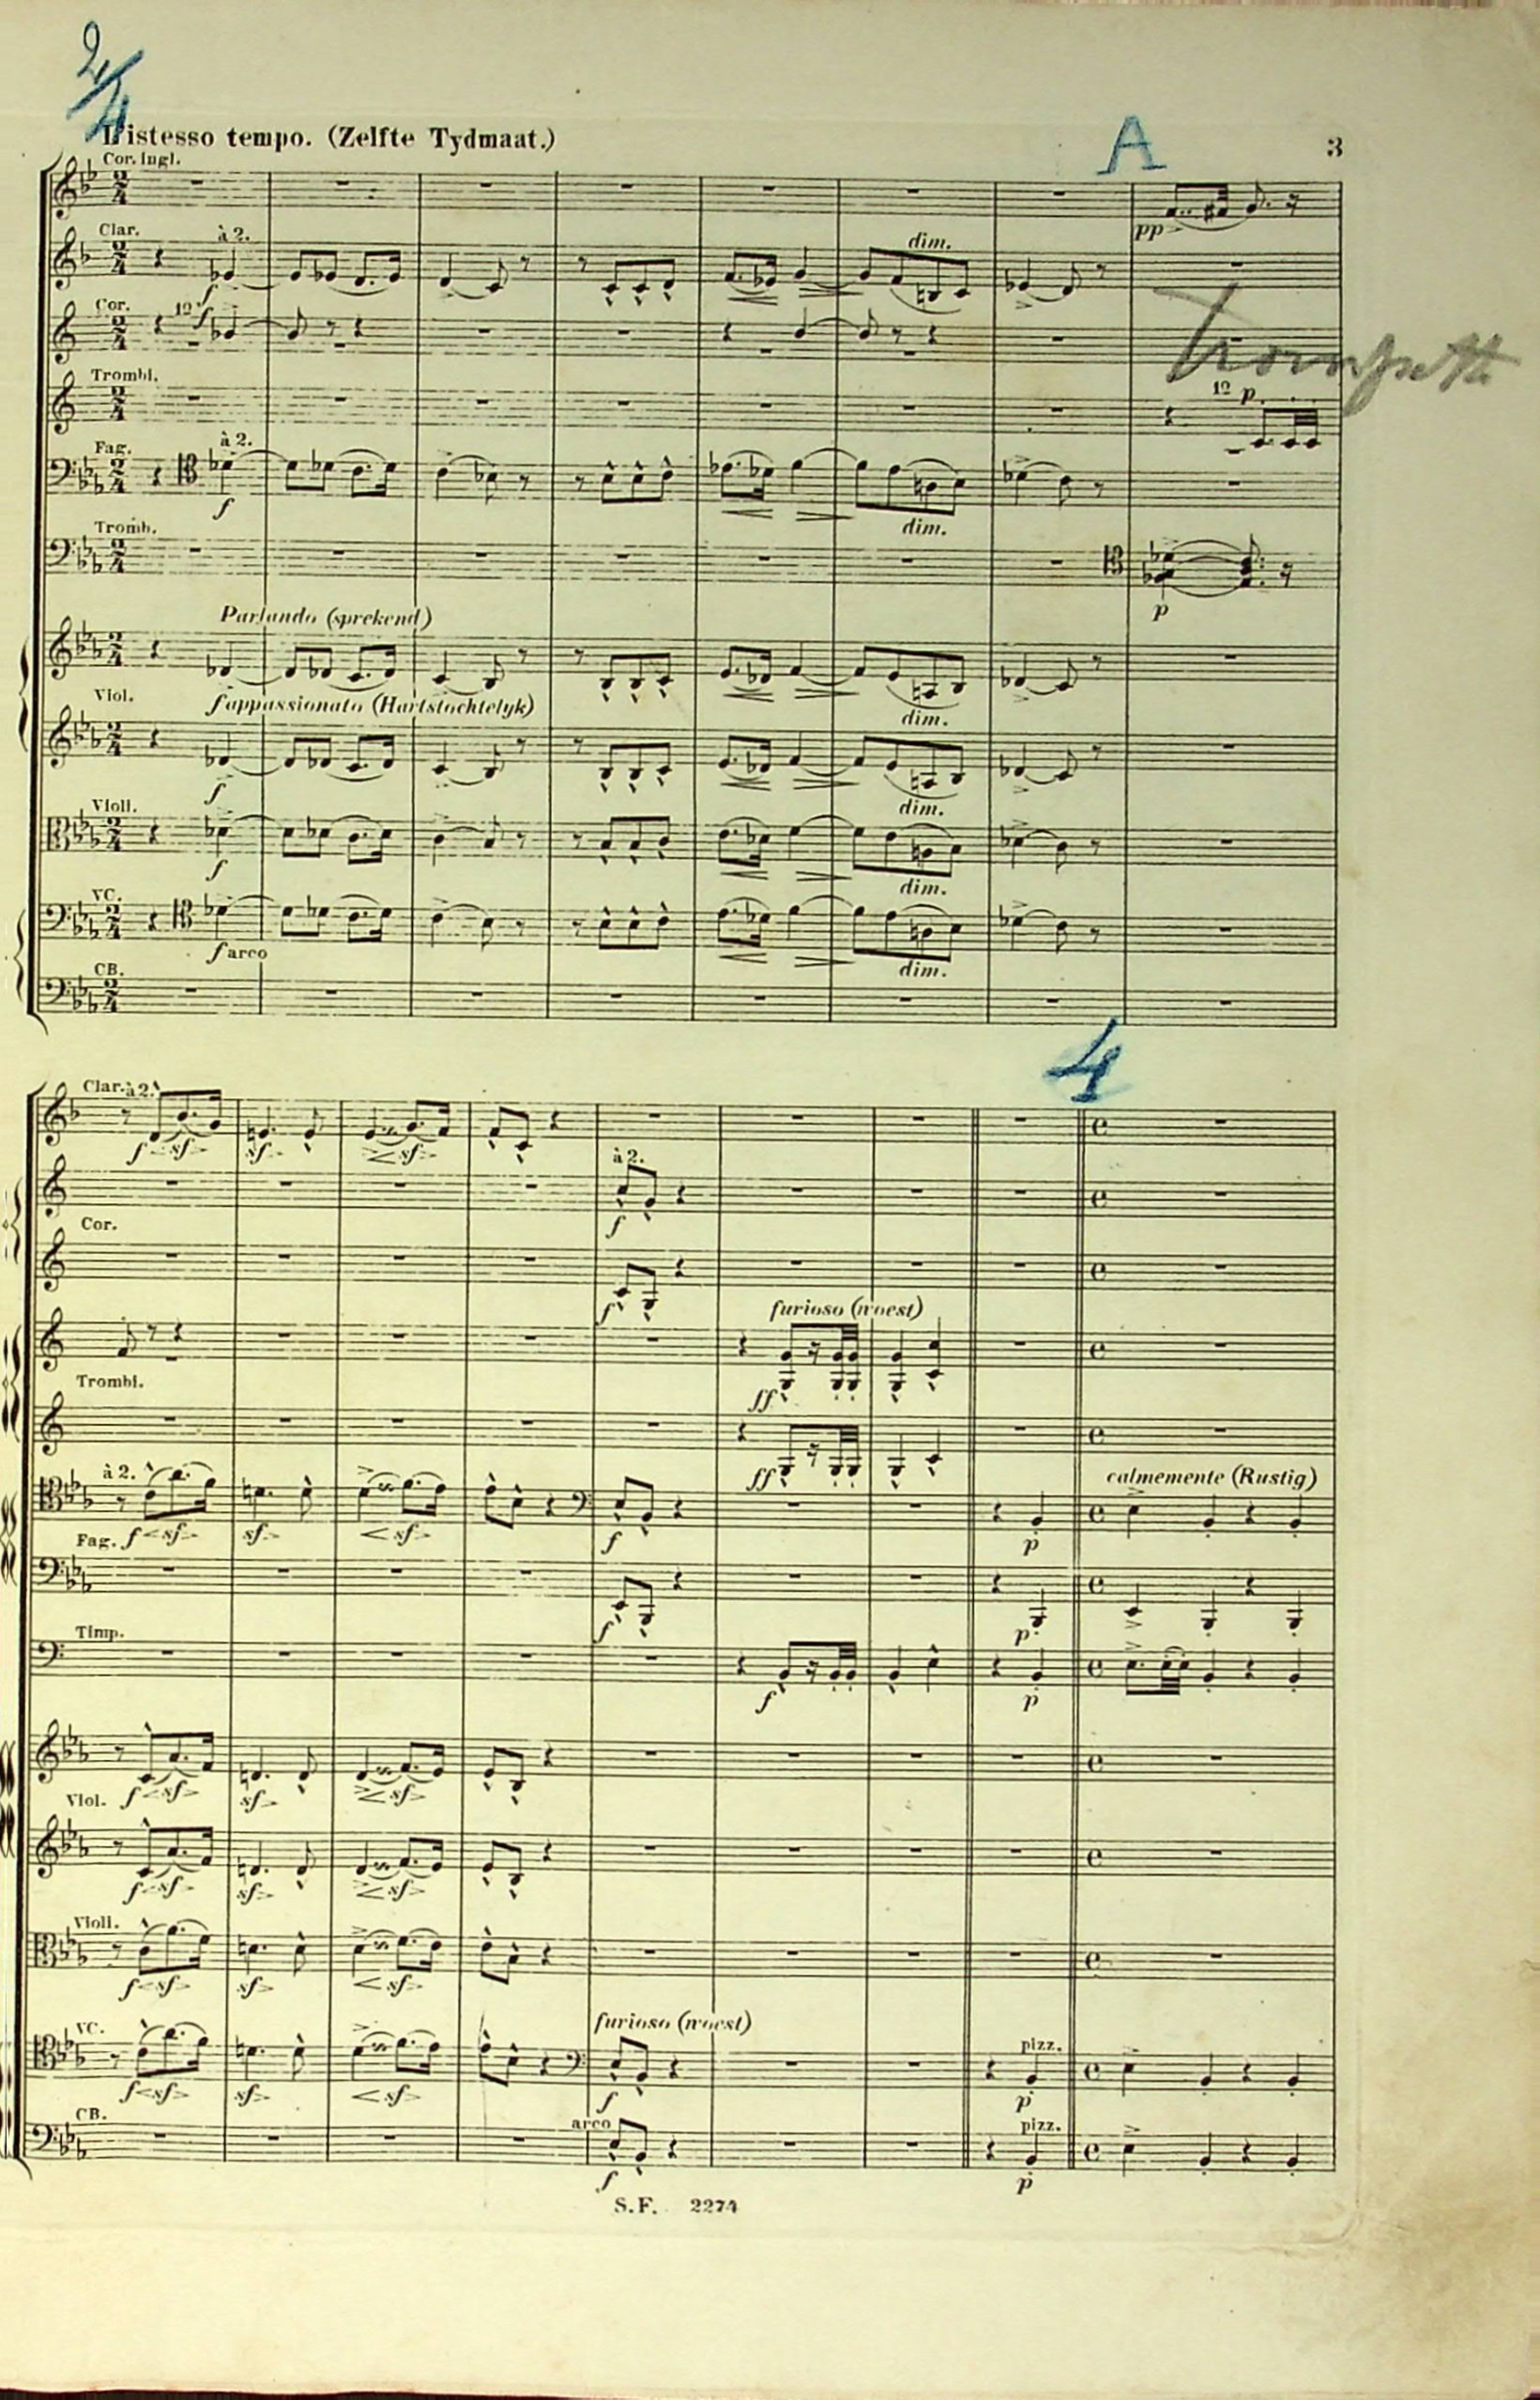 2/4
L'istesso tempo. (Zelfte Tydmaat.)
A
3
Cor. ingl.
pp
Clar.
à 2.
f
dim.
Cor.
1º
f
Trombl.
1º p
Fag.
à 2.
f
dim.
Tromb.
p
Parlando (sprekend)
dim.
Viol.
f appassionato (Hartstochtelyk)
f
dim.
Violl.
f
dim.
VC.
f arco
dim.
CB.
4
Clar. à 2.
f sf sf sf
à 2.
f
Cor.
f
furioso (woest)
ff
Trombl.
ff
à 2.
calmemente (Rustig)
f sf sf sf f p
Fag.
f p
Timp.
f p
f sf sf sf
Viol.
f sf sf sf
Violl.
f sf sf sf
furioso (woest)
VC.
pizz.
f sf sf sf f p
CB.
arco
pizz.
f p
S.F. 2274